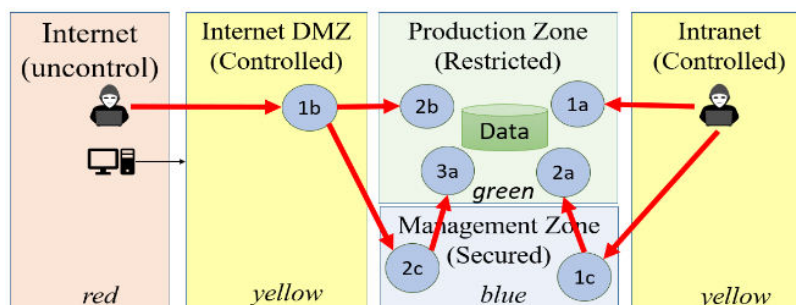 Internet
(uncontrol)
red
Internet DMZ
(Controlled)
1b
yellow
Production Zone
(Restricted)
2b
1a
Data
3a
2a
green
Management Zone
(Secured)
2c
1c
blue
Intranet
(Controlled)
yellow